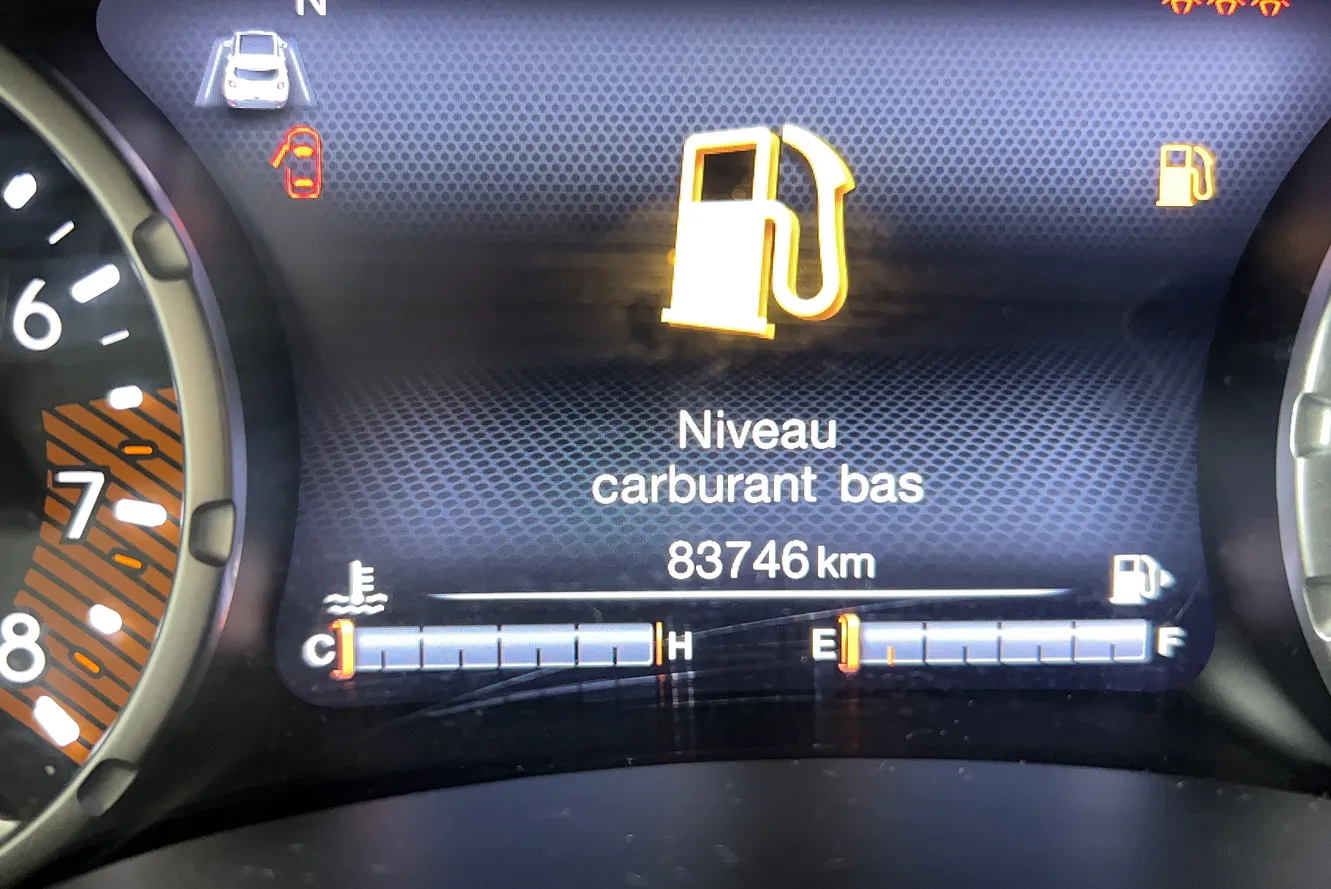 N
6
7
8
Niveau
carburant bas
83746 km
C H E F